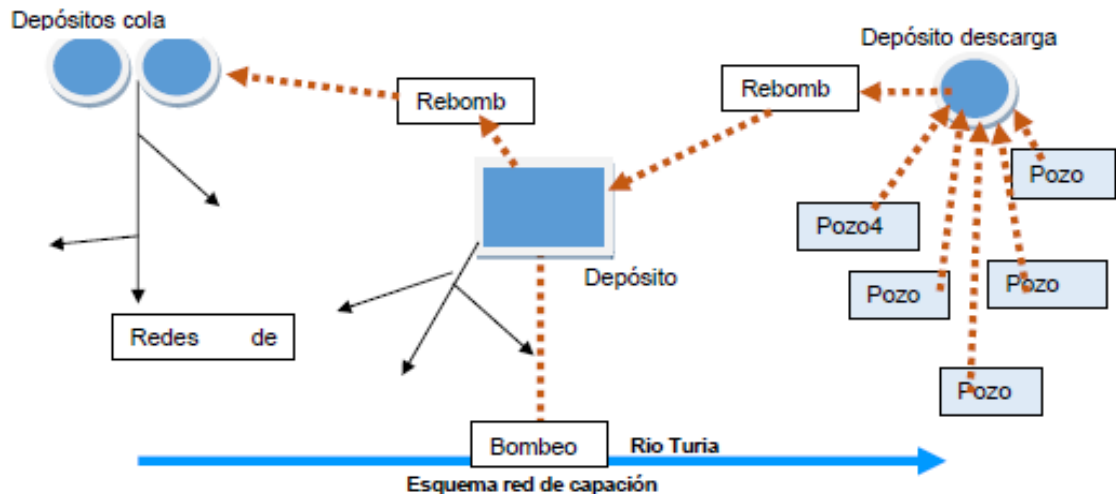 Depósitos cola
Depósito descarga
Rebomb
Rebomb
Pozo
Pozo4
Depósito
Pozo
Pozo
Redes de
Pozo
Bombeo
Rio Turia
Esquema red de capación